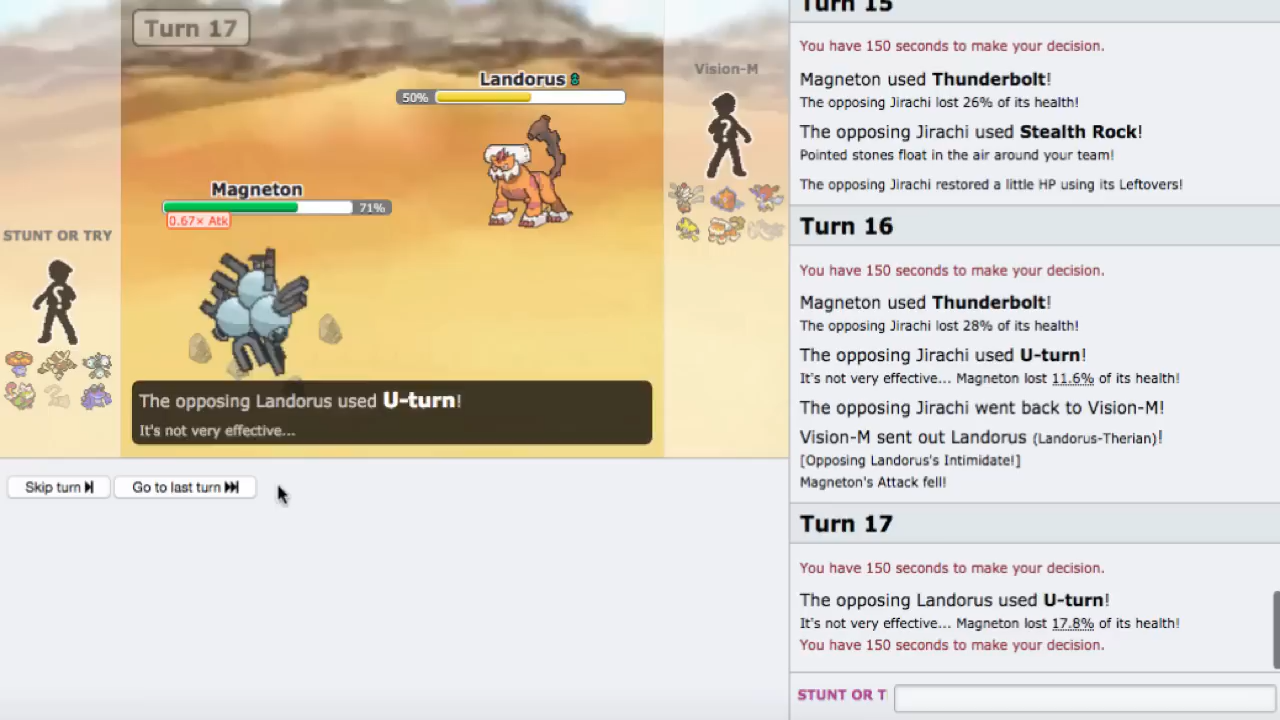 Turn 17
Landorus
50%
Magneton
71%
0.67× Atk
STUNT OR TRY
Vision-M
The opposing Landorus used U-turn!
It's not very effective...
Skip turn
Go to last turn
Turn 15
You have 150 seconds to make your decision.
Magneton used Thunderbolt!
The opposing Jirachi lost 26% of its health!
The opposing Jirachi used Stealth Rock!
Pointed stones float in the air around your team!
The opposing Jirachi restored a little HP using its Leftovers!
Turn 16
You have 150 seconds to make your decision.
Magneton used Thunderbolt!
The opposing Jirachi lost 28% of its health!
The opposing Jirachi used U-turn!
It's not very effective... Magneton lost 11.6% of its health!
The opposing Jirachi went back to Vision-M!
Vision-M sent out Landorus (Landorus-Therian)!
[Opposing Landorus's Intimidate!]
Magneton's Attack fell!
Turn 17
You have 150 seconds to make your decision.
The opposing Landorus used U-turn!
It's not very effective... Magneton lost 17.8% of its health!
You have 150 seconds to make your decision.
STUNT OR T